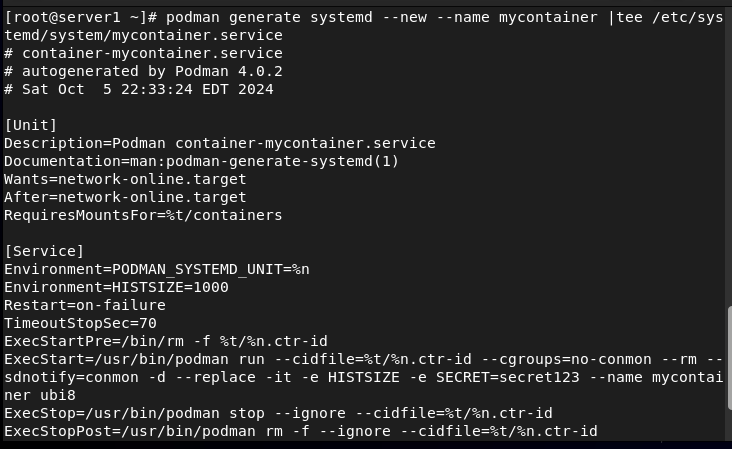 [root@server1 ~]# podman generate systemd --new --name mycontainer |tee /etc/sys
temd/system/mycontainer.service
# container-mycontainer.service
# autogenerated by Podman 4.0.2
# Sat Oct  5 22:33:24 EDT 2024

[Unit]
Description=Podman container-mycontainer.service
Documentation=man:podman-generate-systemd(1)
Wants=network-online.target
After=network-online.target
RequiresMountsFor=%t/containers

[Service]
Environment=PODMAN_SYSTEMD_UNIT=%n
Environment=HISTSIZE=1000
Restart=on-failure
TimeoutStopSec=70
ExecStartPre=/bin/rm -f %t/%n.ctr-id
ExecStart=/usr/bin/podman run --cidfile=%t/%n.ctr-id --cgroups=no-conmon --rm --
sdnotify=conmon -d --replace -it -e HISTSIZE -e SECRET=secret123 --name mycontai
ner ubi8
ExecStop=/usr/bin/podman stop --ignore --cidfile=%t/%n.ctr-id
ExecStopPost=/usr/bin/podman rm -f --ignore --cidfile=%t/%n.ctr-id